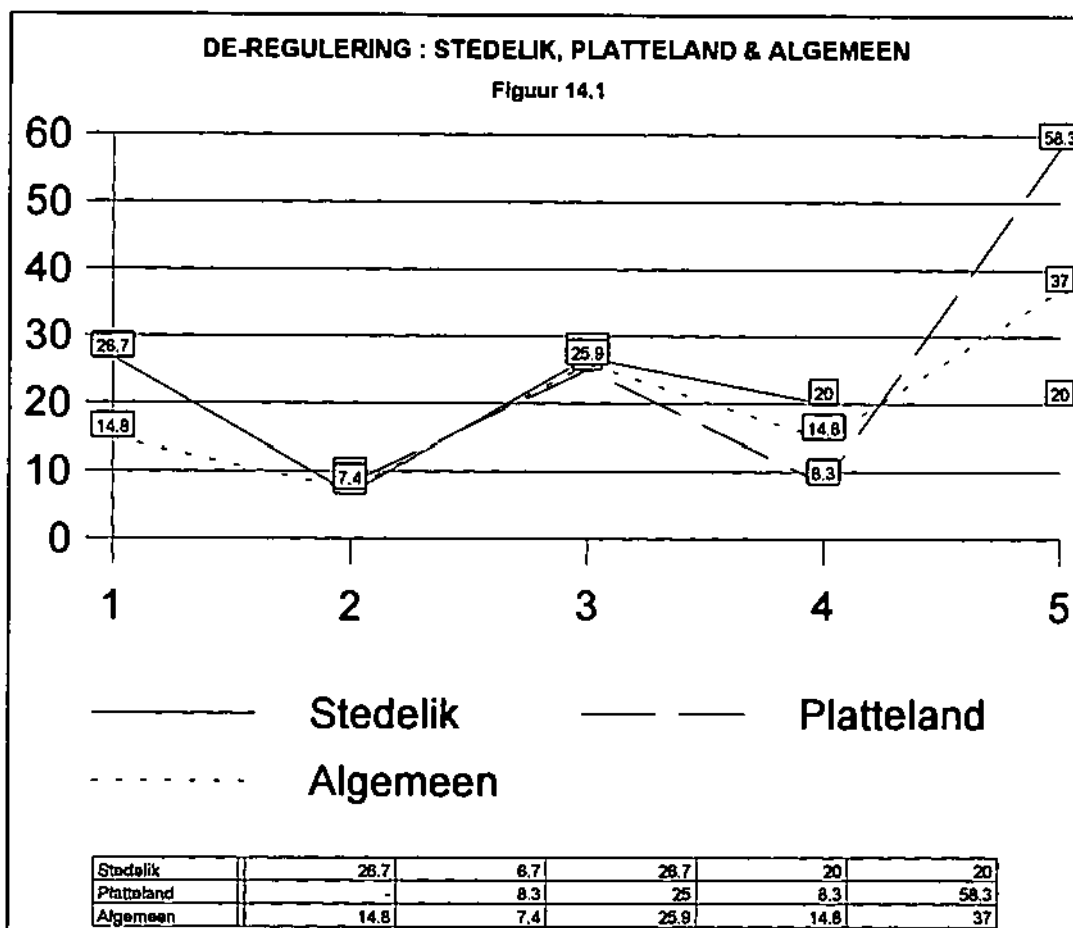 DE-REGULERING : STEDELIK, PLATTELAND & ALGEMEEN
Figuur 14.1
60
50
40
30
20
10
0
58.3
37
26.7
25.9
20
20
14.8
14.8
7.4
8.3
1 2 3 4 5
Stedelik Platteland
Algemeen
Stedelik 26.7 6.7 26.7 20 20
Platteland - 8.3 25 8.3 58.3
Algemeen 14.8 7.4 25.9 14.8 37